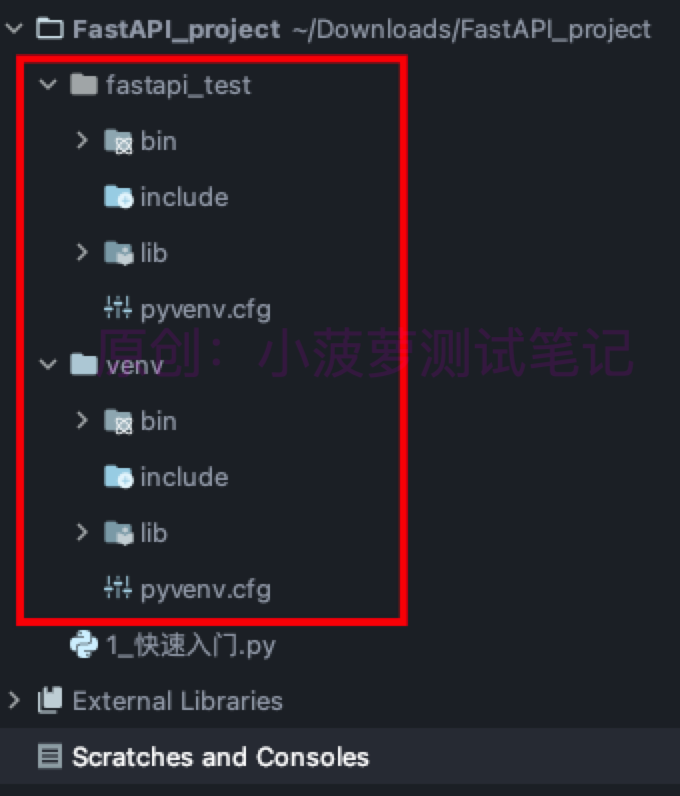 FastAPI_project ~/Downloads/FastAPI_project
fastapi_test
bin
include
lib
pyvenv.cfg
原创：小菠萝测试笔记
venv
bin
include
lib
pyvenv.cfg
1_快速入门.py
External Libraries
Scratches and Consoles